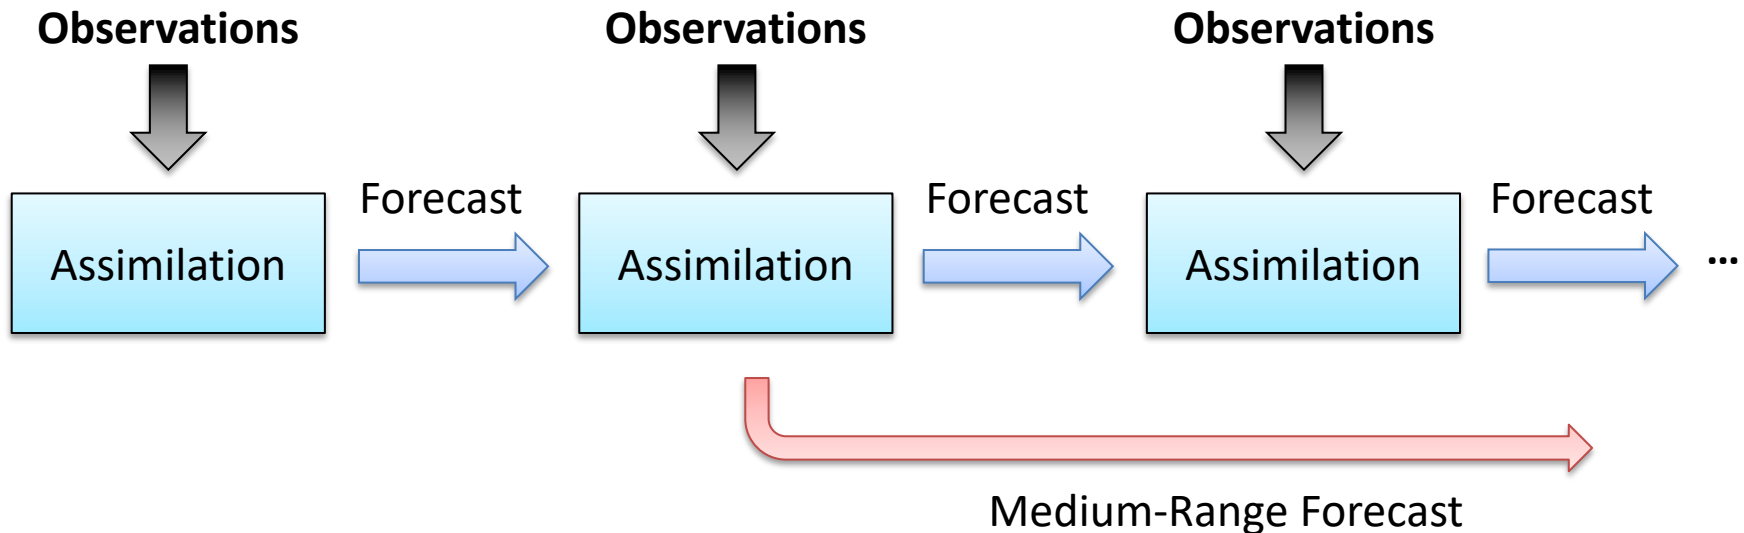 Observations
Observations
Observations
Forecast
Forecast
Forecast
Assimilation
Assimilation
Assimilation
...
Medium-Range Forecast